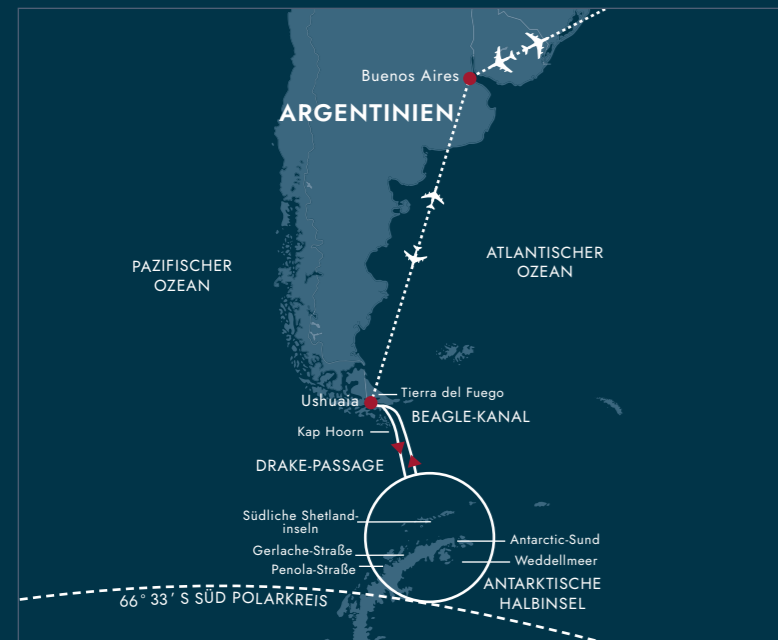 Buenos Aires
ARGENTINIEN
PAZIFISCHER
OZEAN
ATLANTISCHER
OZEAN
Tierra del Fuego
Ushuaia
BEAGLE-KANAL
Kap Hoorn
DRAKE-PASSAGE
Südliche Shetland-
inseln
Antarctic-Sund
Gerlache-Straße
Weddellmeer
Penola-Straße
ANTARKTISCHE
HALBINSEL
66° 33’ S SÜD POLARKREIS